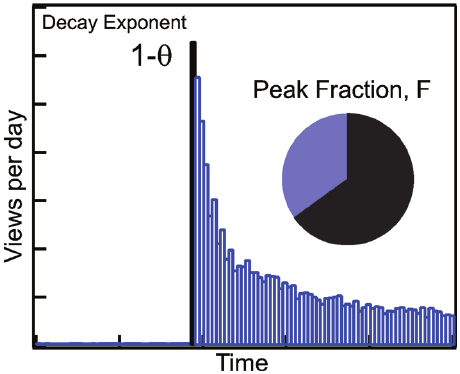 Decay Exponent
1-θ
Peak Fraction, F
Views per day
Time